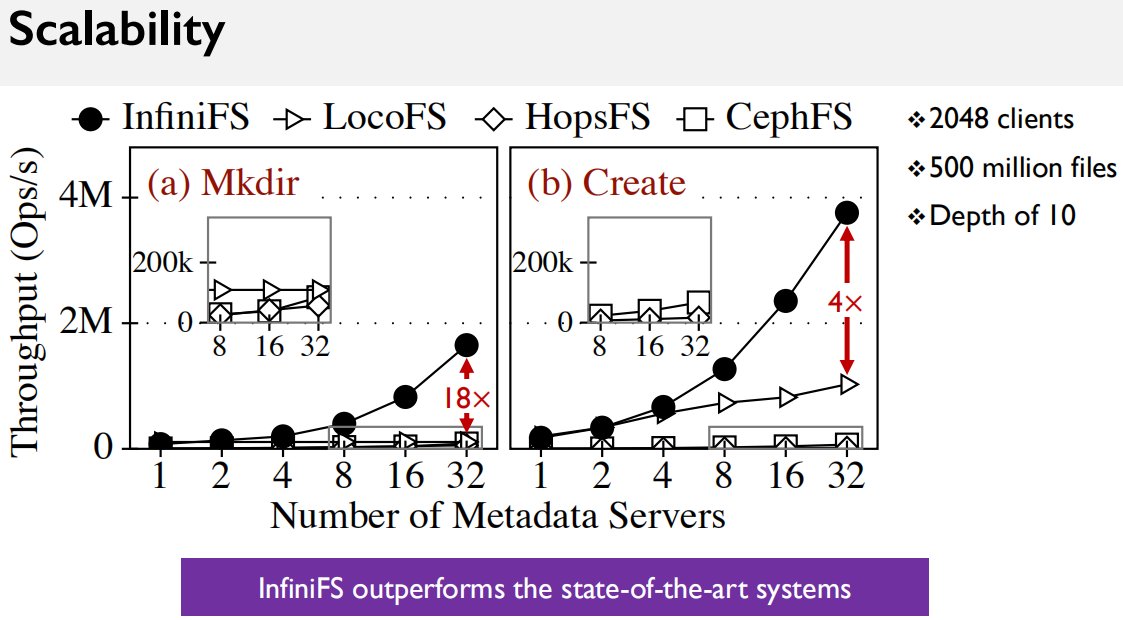 Scalability
InfiniFS LocoFS HopsFS CephFS
❖2048 clients
❖500 million files
❖Depth of 10
Throughput (Ops/s)
4M
2M
0
(a) Mkdir
200k
0
8 16 32
18×
1 2 4 8 16 32
(b) Create
200k
0
8 16 32
4×
1 2 4 8 16 32
Number of Metadata Servers
InfiniFS outperforms the state-of-the-art systems